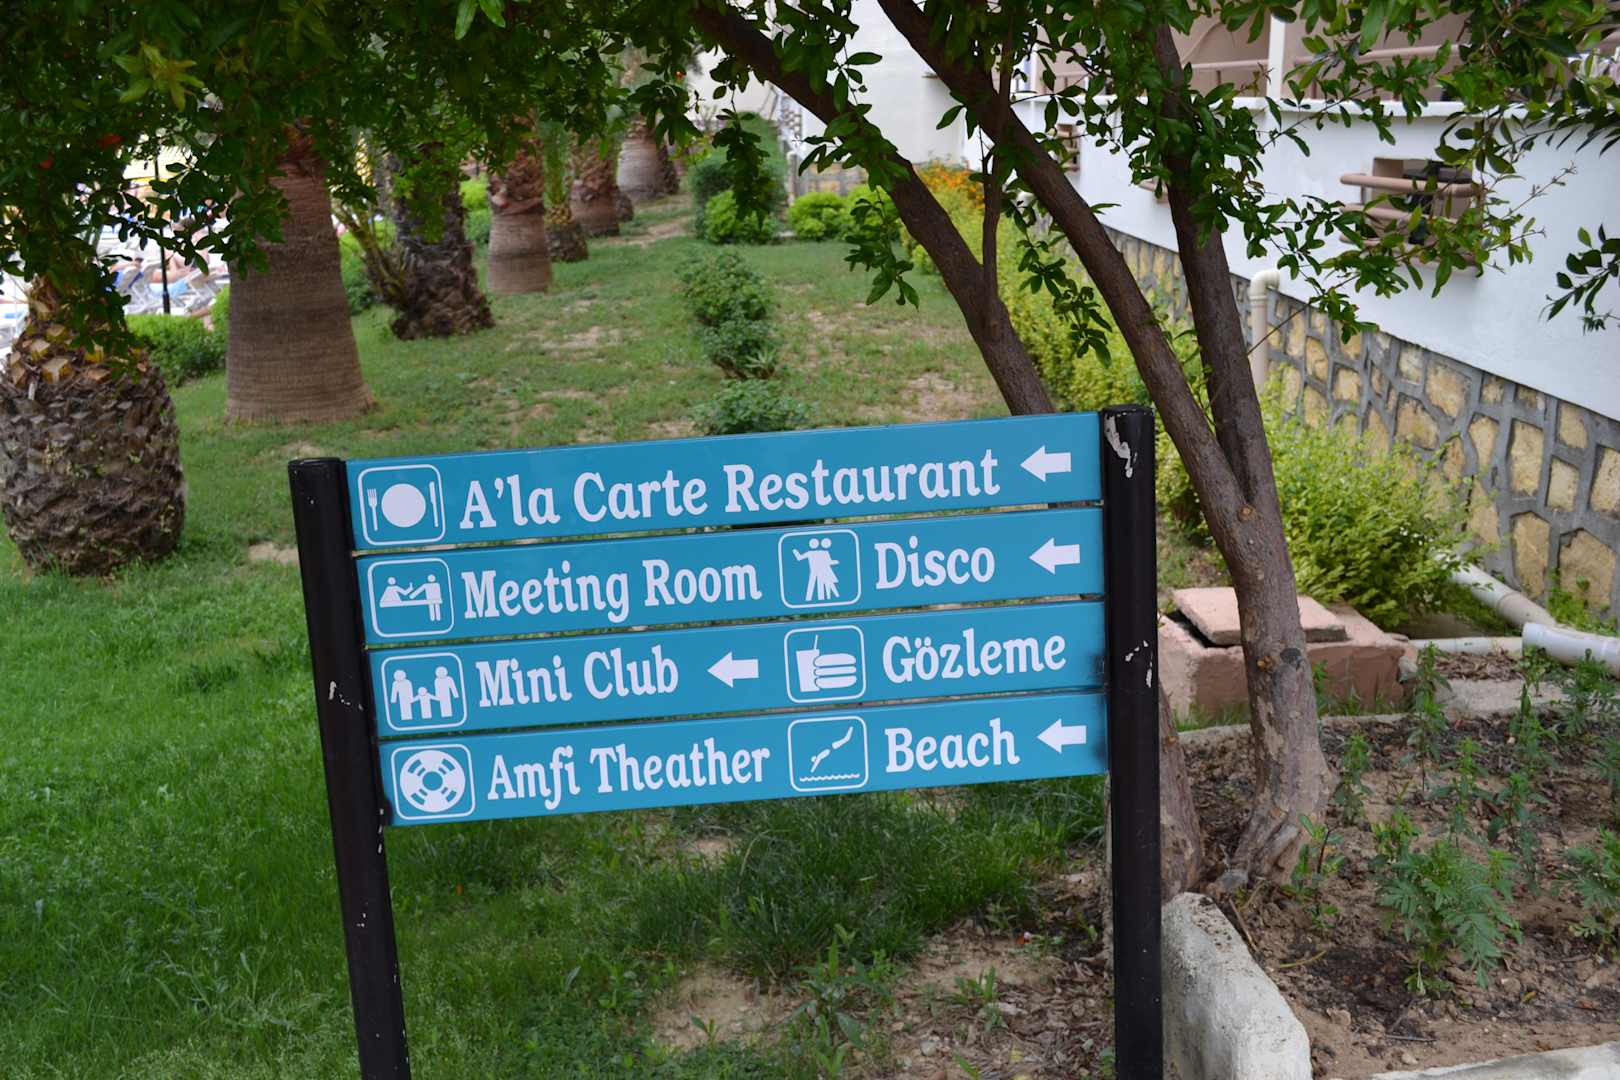 A'la Carte Restaurant
Meeting Room Disco
Mini Club Gözleme
Amfi Theather Beach